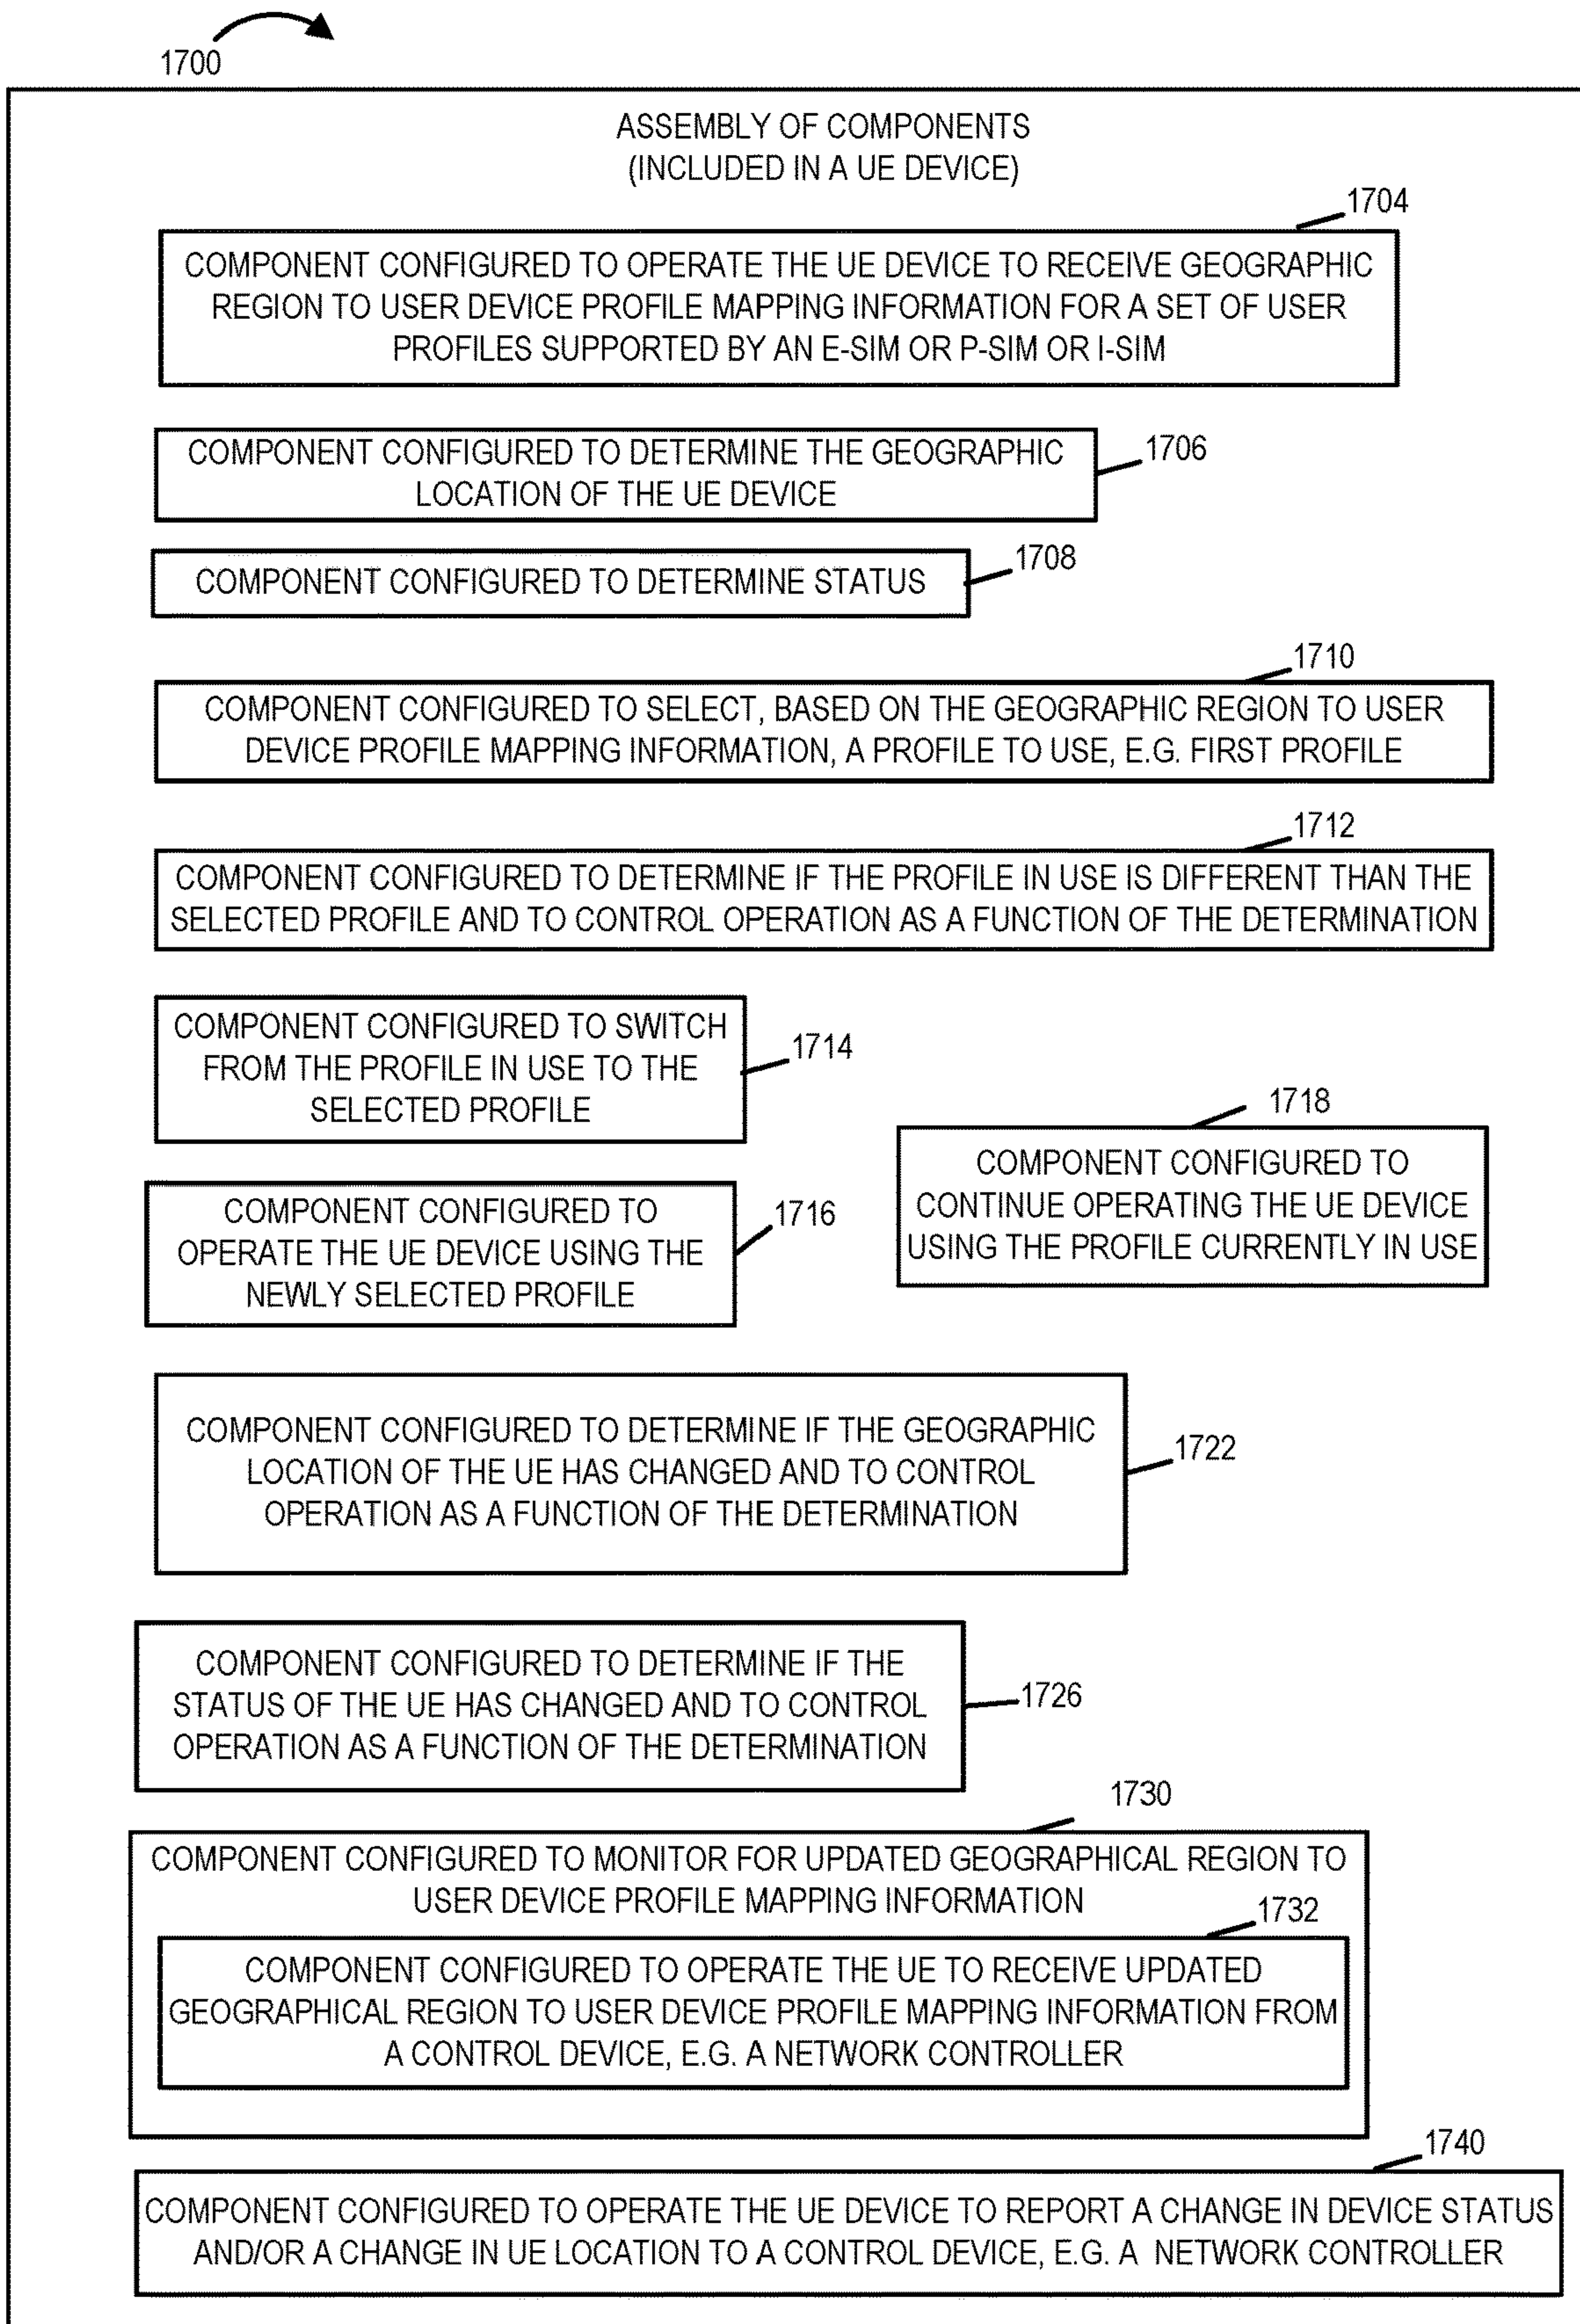 1700
ASSEMBLY OF COMPONENTS
(INCLUDED IN A UE DEVICE)
1704
COMPONENT CONFIGURED TO OPERATE THE UE DEVICE TO RECEIVE GEOGRAPHIC
REGION TO USER DEVICE PROFILE MAPPING INFORMATION FOR A SET OF USER
PROFILES SUPPORTED BY AN E-SIM OR P-SIM OR I-SIM
COMPONENT CONFIGURED TO DETERMINE THE GEOGRAPHIC
LOCATION OF THE UE DEVICE
1706
COMPONENT CONFIGURED TO DETERMINE STATUS
1708
1710
COMPONENT CONFIGURED TO SELECT, BASED ON THE GEOGRAPHIC REGION TO USER
DEVICE PROFILE MAPPING INFORMATION, A PROFILE TO USE, E.G. FIRST PROFILE
1712
COMPONENT CONFIGURED TO DETERMINE IF THE PROFILE IN USE IS DIFFERENT THAN THE
SELECTED PROFILE AND TO CONTROL OPERATION AS A FUNCTION OF THE DETERMINATION
COMPONENT CONFIGURED TO SWITCH
FROM THE PROFILE IN USE TO THE
SELECTED PROFILE
1714
1718
COMPONENT CONFIGURED TO
CONTINUE OPERATING THE UE DEVICE
USING THE PROFILE CURRENTLY IN USE
COMPONENT CONFIGURED TO
OPERATE THE UE DEVICE USING THE
NEWLY SELECTED PROFILE
1716
COMPONENT CONFIGURED TO DETERMINE IF THE GEOGRAPHIC
LOCATION OF THE UE HAS CHANGED AND TO CONTROL
OPERATION AS A FUNCTION OF THE DETERMINATION
1722
COMPONENT CONFIGURED TO DETERMINE IF THE
STATUS OF THE UE HAS CHANGED AND TO CONTROL
OPERATION AS A FUNCTION OF THE DETERMINATION
1726
1730
COMPONENT CONFIGURED TO MONITOR FOR UPDATED GEOGRAPHICAL REGION TO
USER DEVICE PROFILE MAPPING INFORMATION
1732
COMPONENT CONFIGURED TO OPERATE THE UE TO RECEIVE UPDATED
GEOGRAPHICAL REGION TO USER DEVICE PROFILE MAPPING INFORMATION FROM
A CONTROL DEVICE, E.G. A NETWORK CONTROLLER
1740
COMPONENT CONFIGURED TO OPERATE THE UE DEVICE TO REPORT A CHANGE IN DEVICE STATUS
AND/OR A CHANGE IN UE LOCATION TO A CONTROL DEVICE, E.G. A NETWORK CONTROLLER